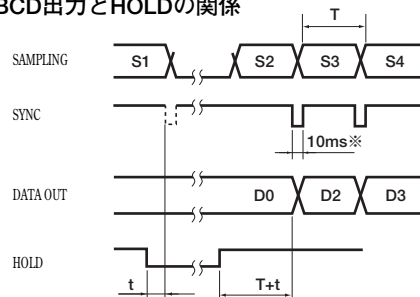 BCD出力とHOLDの関係
T
SAMPLING S1 S2 S3 S4
SYNC
10ms※
DATA OUT D0 D2 D3
HOLD
t T+t